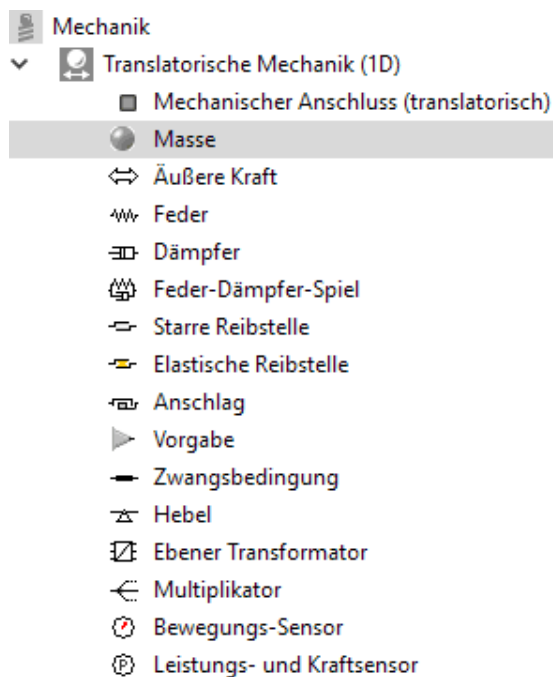 Mechanik
Translatorische Mechanik (1D)
Mechanischer Anschluss (translatorisch)
Masse
Äußere Kraft
Feder
Dämpfer
Feder-Dämpfer-Spiel
Starre Reibstelle
Elastische Reibstelle
Anschlag
Vorgabe
Zwangsbedingung
Hebel
Ebener Transformator
Multiplikator
Bewegungs-Sensor
P Leistungs- und Kraftsensor